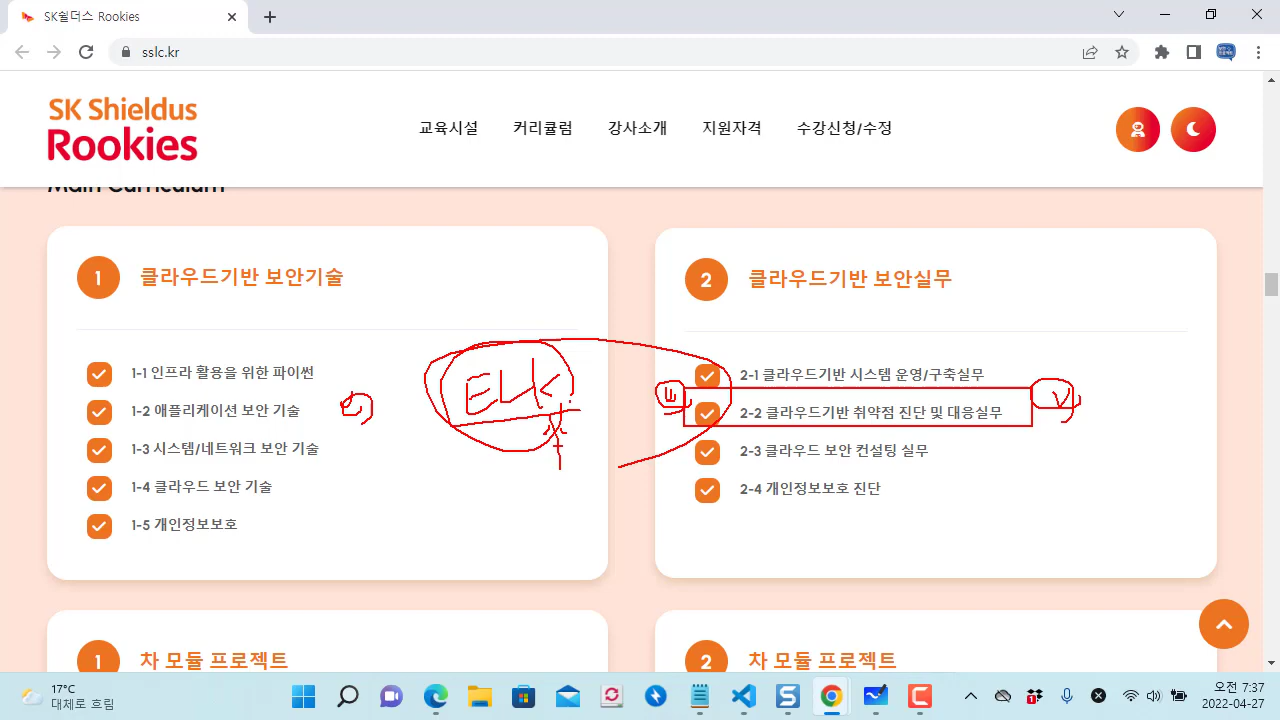 SK쉴더스 Rookies
sslc.kr
SK Shieldus
Rookies
교육시설 커리큘럼 강사소개 지원자격 수강신청/수정
Main Curriculum
1 클라우드기반 보안기술
1-1 인프라 활용을 위한 파이썬
1-2 애플리케이션 보안 기술
1-3 시스템/네트워크 보안 기술
1-4 클라우드 보안 기술
1-5 개인정보보호
ELK
2 클라우드기반 보안실무
2-1 클라우드기반 시스템 운영/구축실무
2-2 클라우드기반 취약점 진단 및 대응실무
2-3 클라우드 보안 컨설팅 실무
2-4 개인정보보호 진단
1 차 모듈 프로젝트
2 차 모듈 프로젝트
17°C
대체로 흐림
오전 7:37
2022-04-27